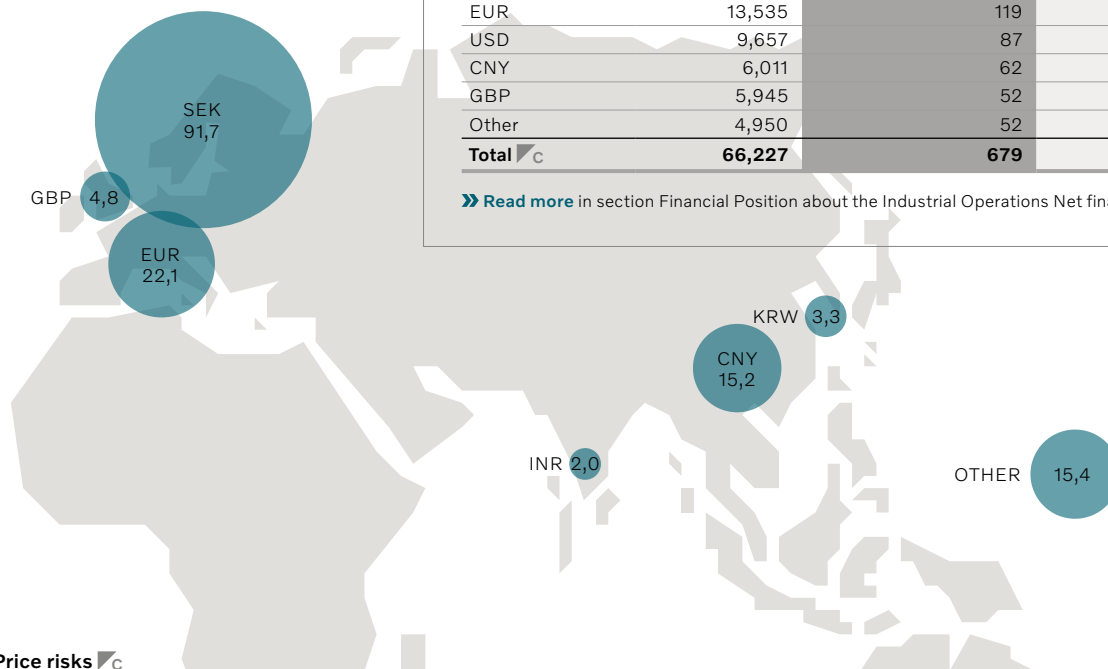 EUR 13,535 119
USD 9,657 87
CNY 6,011 62
GBP 5,945 52
Other 4,950 52
Total C 66,227 679
Read more in section Financial Position about the Industrial Operations Net
SEK
91,7
GBP 4,8
EUR
22,1
KRW 3,3
CNY
15,2
INR 2,0
OTHER 15,4
Price risks C